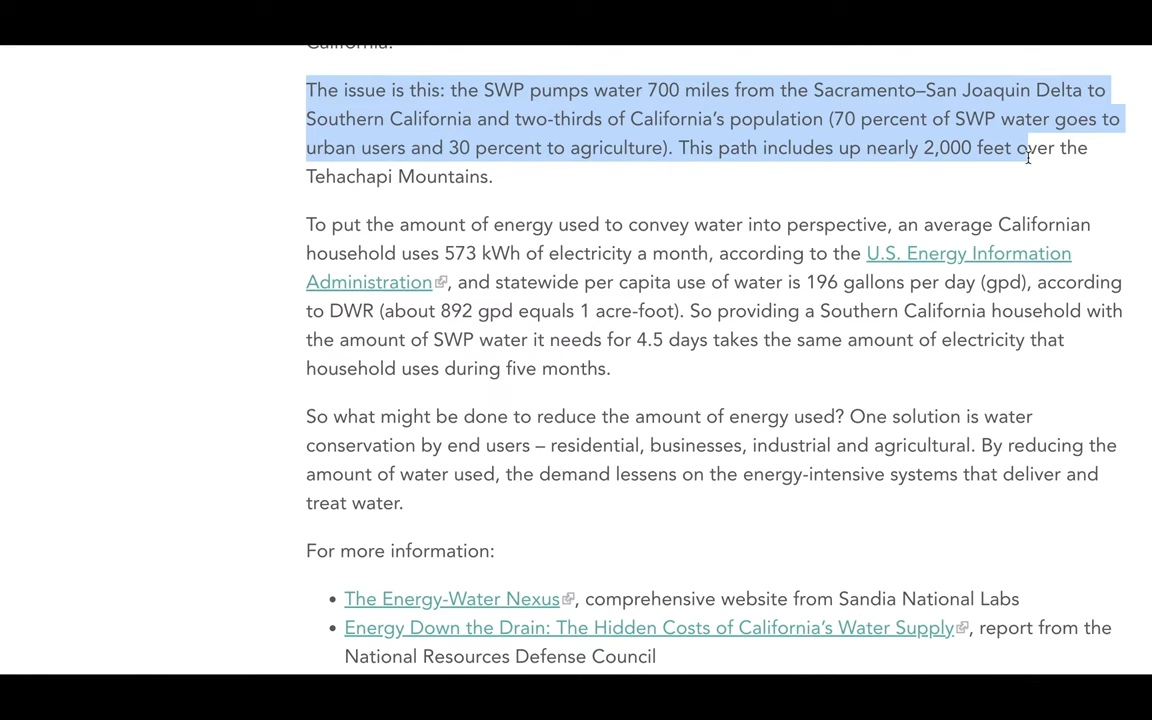 California.
The issue is this: the SWP pumps water 700 miles from the Sacramento–San Joaquin Delta to
Southern California and two-thirds of California’s population (70 percent of SWP water goes to
urban users and 30 percent to agriculture). This path includes up nearly 2,000 feet over the
Tehachapi Mountains.
To put the amount of energy used to convey water into perspective, an average Californian
household uses 573 kWh of electricity a month, according to the U.S. Energy Information
Administration, and statewide per capita use of water is 196 gallons per day (gpd), according
to DWR (about 892 gpd equals 1 acre-foot). So providing a Southern California household with
the amount of SWP water it needs for 4.5 days takes the same amount of electricity that
household uses during five months.
So what might be done to reduce the amount of energy used? One solution is water
conservation by end users – residential, businesses, industrial and agricultural. By reducing the
amount of water used, the demand lessens on the energy-intensive systems that deliver and
treat water.
For more information:
• The Energy-Water Nexus, comprehensive website from Sandia National Labs
• Energy Down the Drain: The Hidden Costs of California’s Water Supply, report from the
National Resources Defense Council